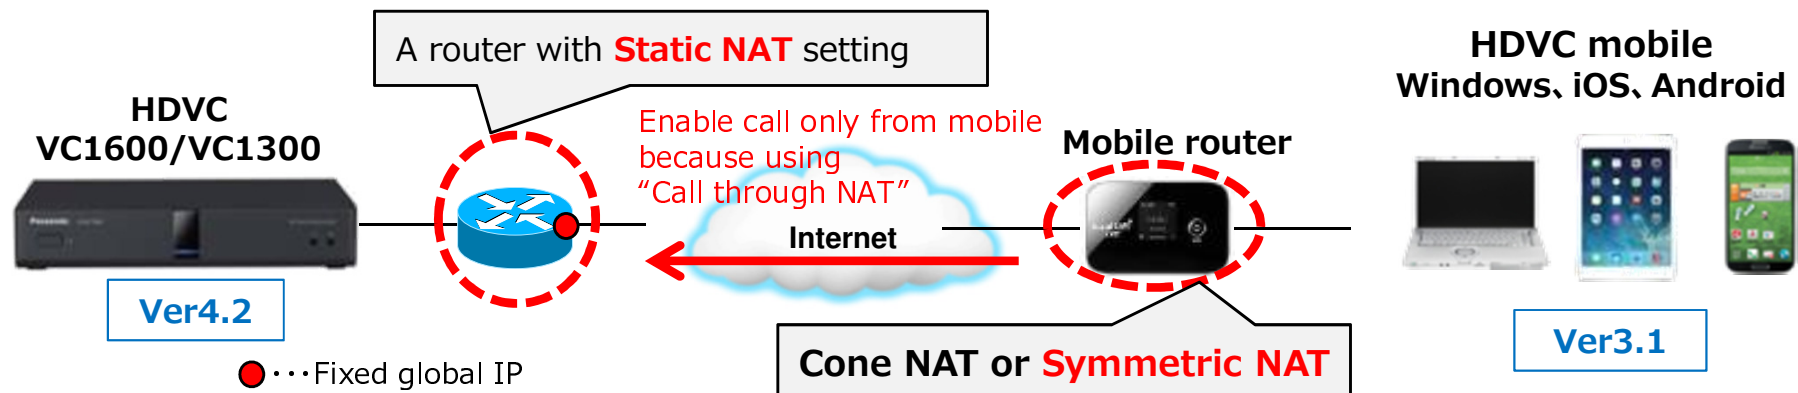 A router with Static NAT setting
HDVC
VC1600/VC1300
Ver4.2
Panasonic
Enable call only from mobile
because using
“Call through NAT”
Internet
Mobile router
Cone NAT or Symmetric NAT
HDVC mobile
Windows、iOS、Android
Ver3.1
･･･Fixed global IP